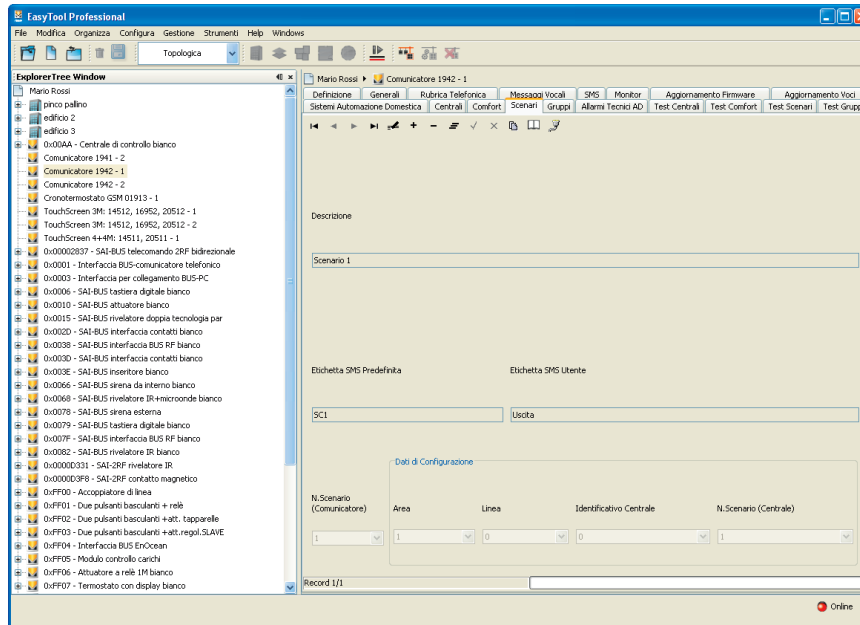 EasyTool Professional
File Modifica Organizza Configura Gestione Strumenti Help Windows
Topologica
ExplorerTree Window
Mario Rossi
pinco pallino
edificio 2
edificio 3
0x00AA - Centrale di controllo bianco
Comunicatore 1941 - 2
Comunicatore 1942 - 1
Comunicatore 1942 - 2
Cronotermostato GSM 01913 - 1
TouchScreen 3M: 14512, 16952, 20512 - 1
TouchScreen 3M: 14512, 16952, 20512 - 2
TouchScreen 4+4M: 14511, 20511 - 1
0x00002837 - SAI-BUS telecomando 2RF bidirezionale
0x0001 - Interfaccia BUS-comunicatore telefonico
0x0003 - Interfaccia per collegamento BUS-PC
0x0006 - SAI-BUS tastiera digitale bianco
0x0010 - SAI-BUS attuatore bianco
0x0015 - SAI-BUS rivelatore doppia tecnologia par
0x002D - SAI-BUS interfaccia contatti bianco
0x0038 - SAI-BUS interfaccia BUS RF bianco
0x003D - SAI-BUS interfaccia contatti bianco
0x003E - SAI-BUS inseritore bianco
0x0066 - SAI-BUS sirena da interno bianco
0x0068 - SAI-BUS rivelatore IR+microonde bianco
0x0078 - SAI-BUS sirena esterna
0x0079 - SAI-BUS tastiera digitale bianco
0x007F - SAI-BUS interfaccia BUS RF bianco
0x0082 - SAI-BUS rivelatore IR bianco
0x0000D331 - SAI-2RF rivelatore IR
0x0000D3F8 - SAI-2RF contatto magnetico
0xFF00 - Accoppiatore di linea
0xFF01 - Due pulsanti basculanti + relè
0xFF02 - Due pulsanti basculanti +att. tapparelle
0xFF03 - Due pulsanti basculanti +att.regol.SLAVE
0xFF04 - Interfaccia BUS EnOcean
0xFF05 - Modulo controllo carichi
0xFF06 - Attuatore a relè 1M bianco
0xFF07 - Termostato con display bianco
Mario Rossi Comunicatore 1942 - 1
Definizione Generali Rubrica Telefonica Messaggi Vocali SMS Monitor Aggiornamento Firmware Aggiornamento Voci
Sistemi Automazione Domestica Centrali Comfort Scenari Gruppi Allarmi Tecnici AD Test Centrali Test Comfort Test Scenari Test Grupp
Descrizione
Scenario 1
Etichetta SMS Predefinita Etichetta SMS Utente
SC1 Uscita
Dati di Configurazione
N.Scenario
(Comunicatore) Area Linea Identificativo Centrale N.Scenario (Centrale)
1 1 0 0 1
Record 1/1
Online